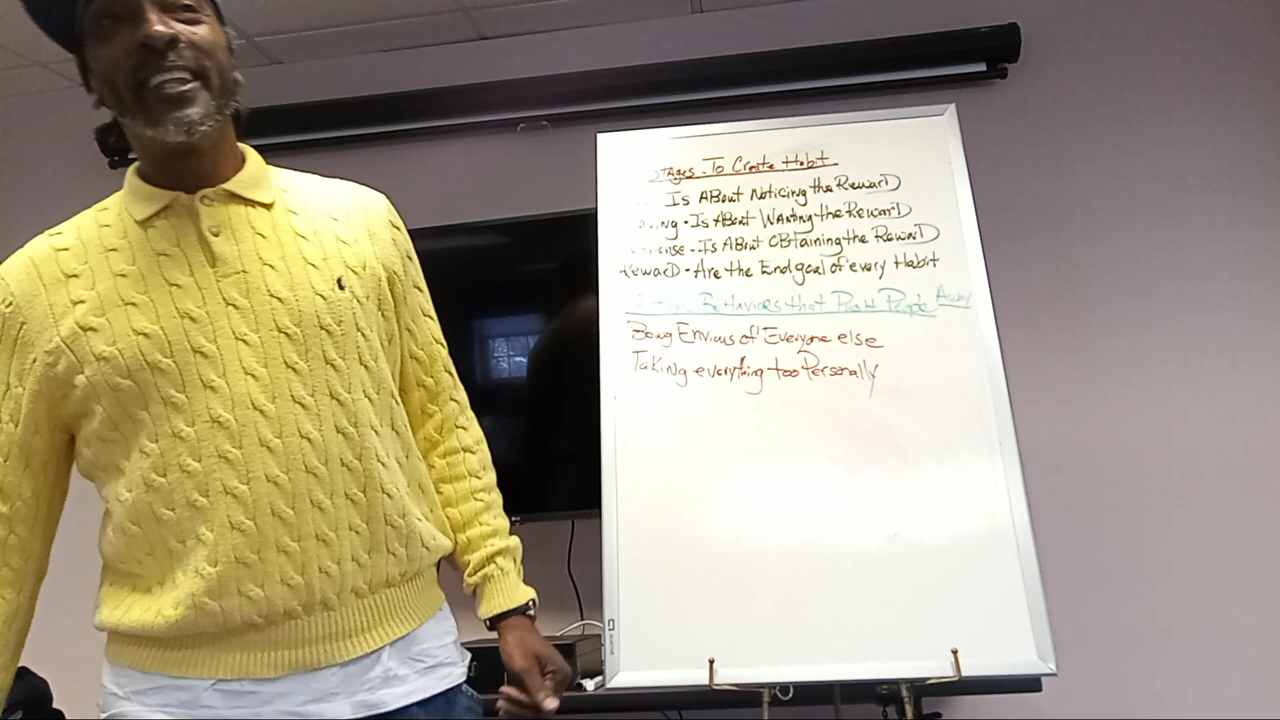 Stages - To Create Habit
Is ABout Noticing the RewarD
Is ABout Wanting the RewarD
Is ABout OBtaining the RewarD
RewarD - Are the End goal of every Habit
Behaviors that Push People Away
Being Envious of Everyone else
Taking everything too Personally